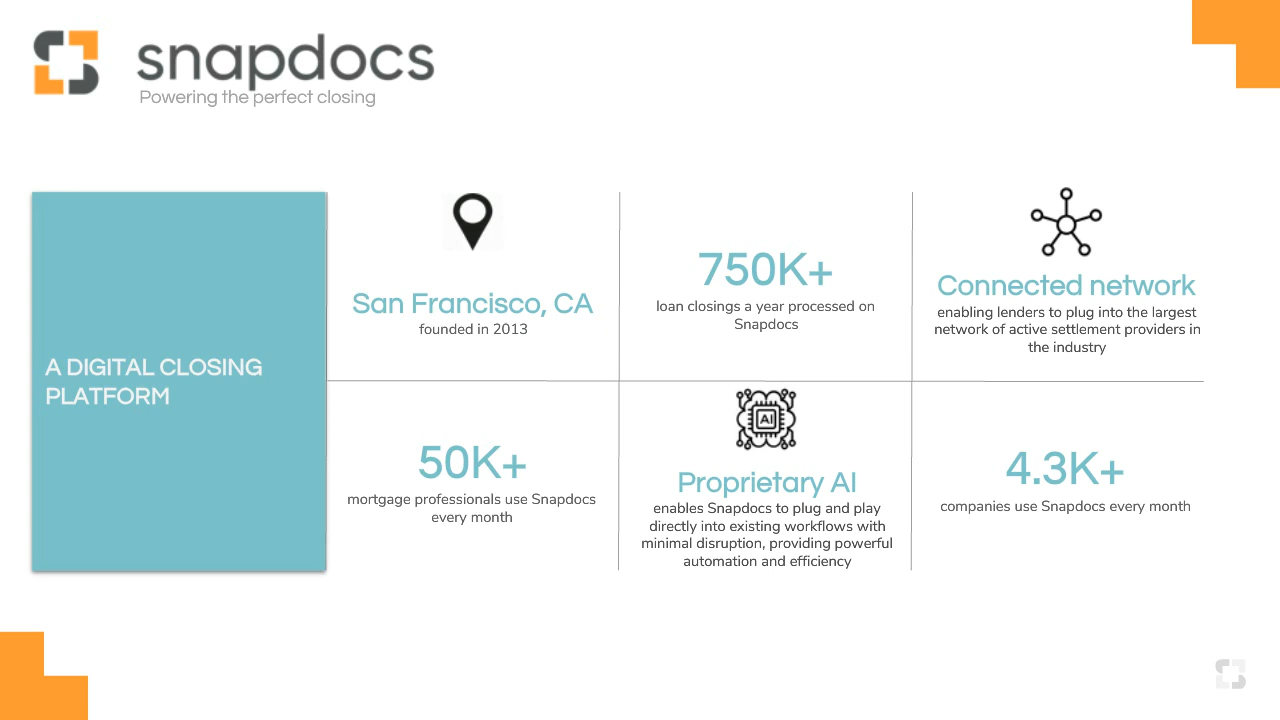 snapdocs
Powering the perfect closing
A DIGITAL CLOSING
PLATFORM
San Francisco, CA
founded in 2013
750K+
loan closings a year processed on
Snapdocs
Connected network
enabling lenders to plug into the largest
network of active settlement providers in
the industry
50K+
mortgage professionals use Snapdocs
every month
AI
Proprietary AI
enables Snapdocs to plug and play
directly into existing workflows with
minimal disruption, providing powerful
automation and efficiency
4.3K+
companies use Snapdocs every month